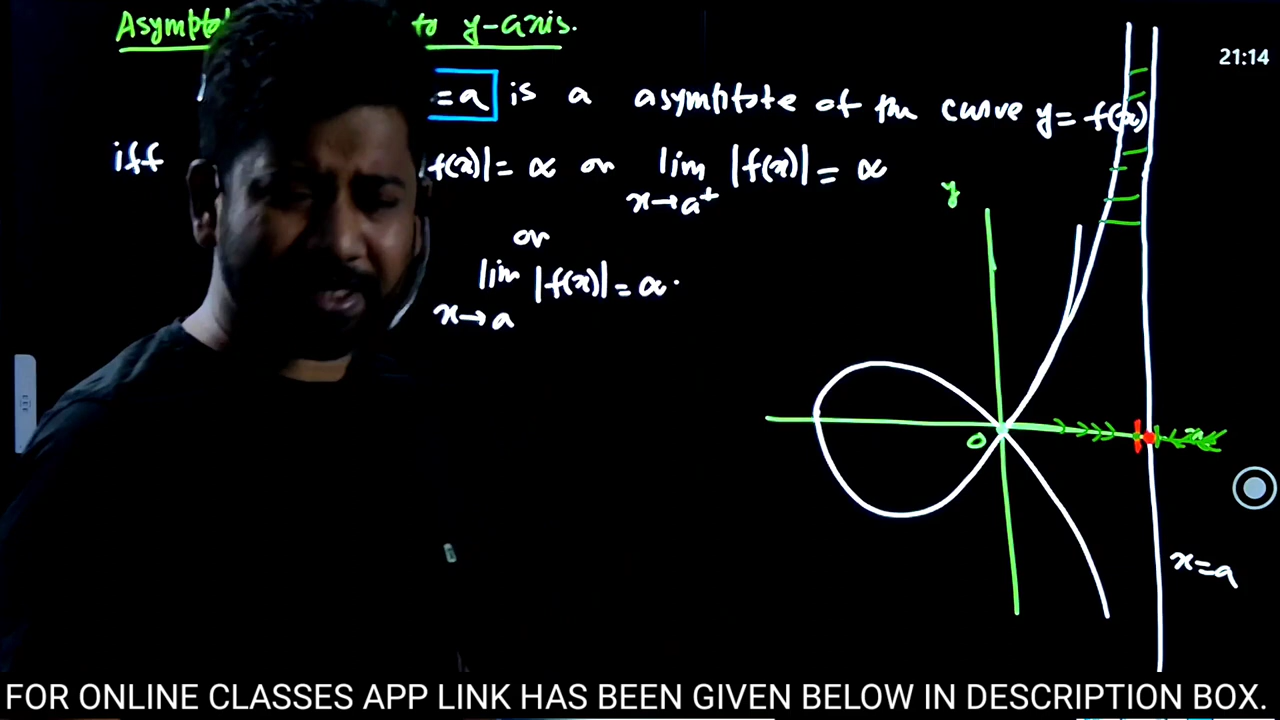 Asympto to y-axis.
21:14
=a is a asymptote of the curve y= f(x)
iff f(x)|= ∝ or lim |f(x)| = ∝
x→a+
or
lim |f(x)| = ∝.
x→a
y
O
x=a
FOR ONLINE CLASSES APP LINK HAS BEEN GIVEN BELOW IN DESCRIPTION BOX.